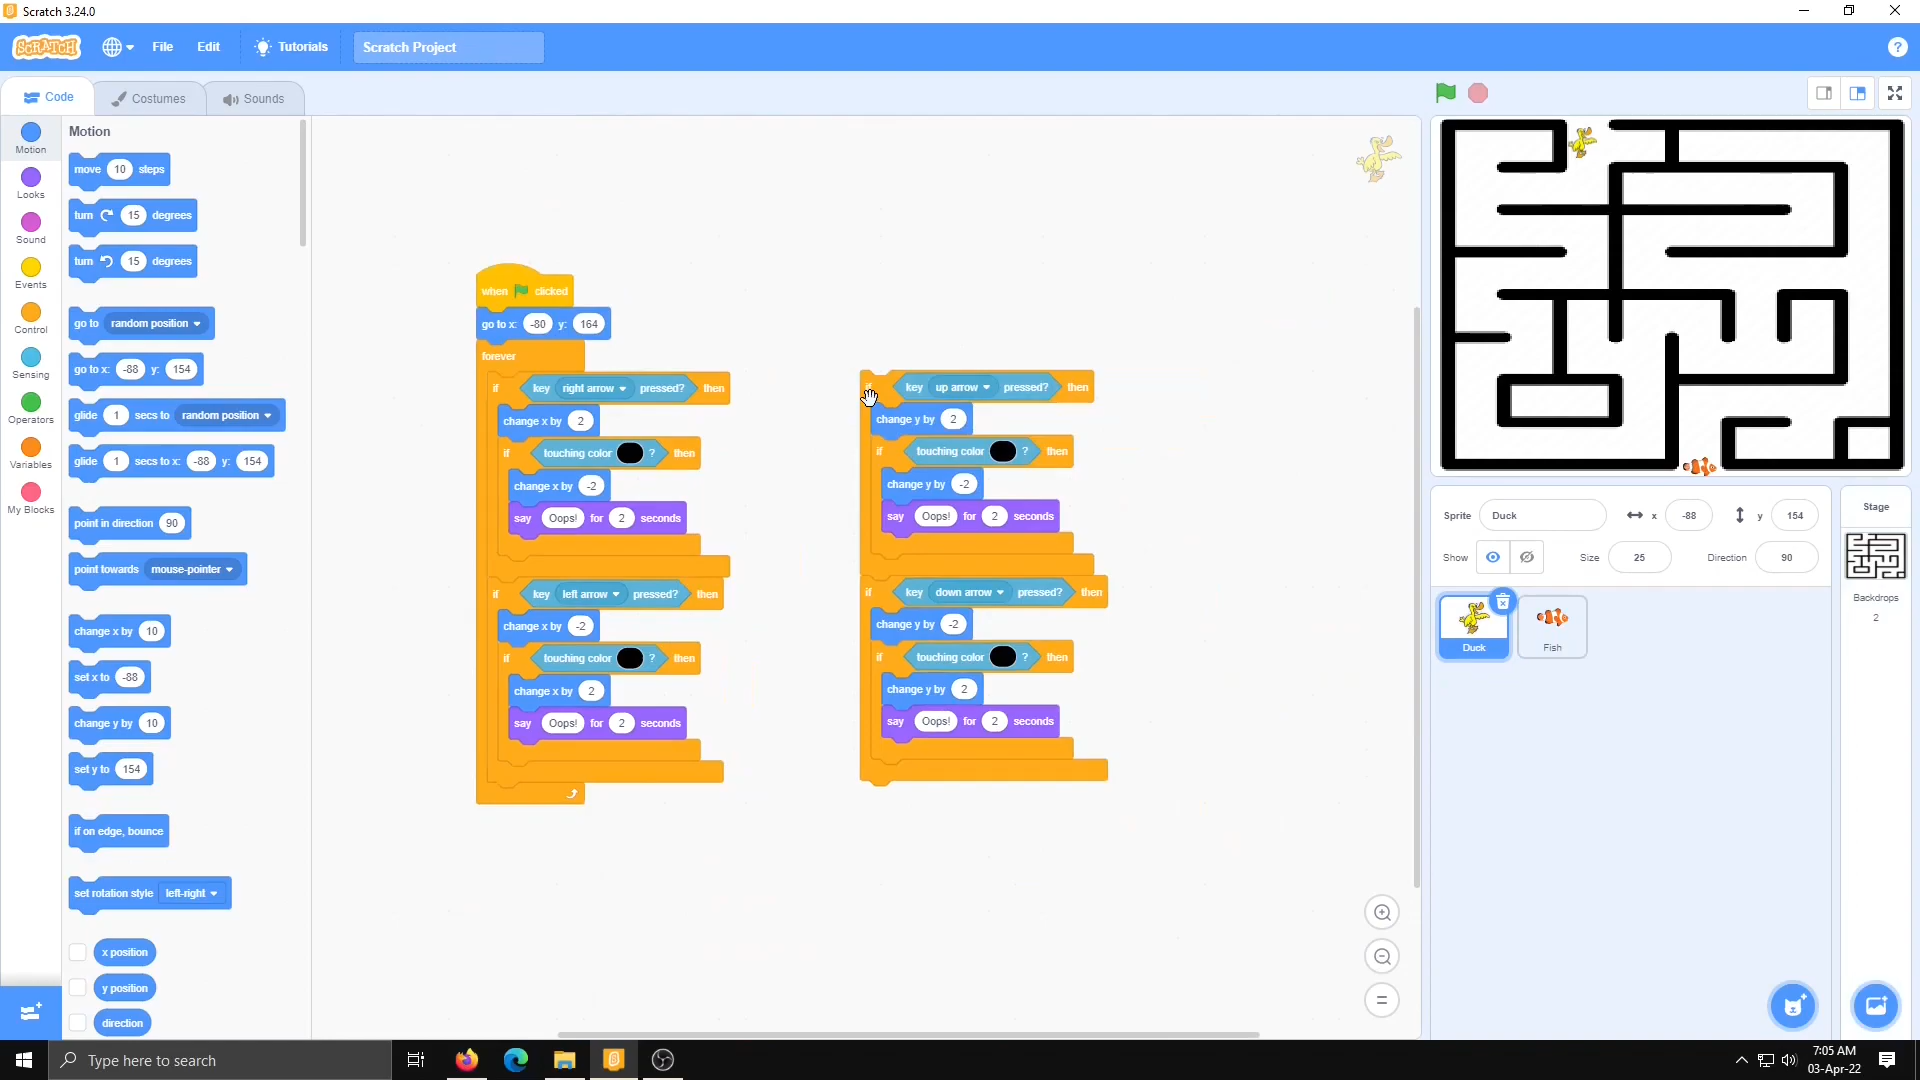 Scratch 3.24.0
SCRATCH File Edit Tutorials Scratch Project ?
Code Costumes Sounds
Motion
Looks
Sound
Events
Control
Sensing
Operators
Variables
My Blocks
Motion
move 10 steps
turn 15 degrees
turn 15 degrees
go to random position
go to x: -88 y: 154
glide 1 secs to random position
glide 1 secs to x: -88 y: 154
point in direction 90
point towards mouse-pointer
change x by 10
set x to -88
change y by 10
set y to 154
if on edge, bounce
set rotation style left-right
x position
y position
direction
when clicked
go to x: -80 y: 164
forever
if key right arrow pressed? then
change x by 2
if touching color ? then
change x by -2
say Oops! for 2 seconds
if key left arrow pressed? then
change x by -2
if touching color ? then
change x by 2
say Oops! for 2 seconds
if key up arrow pressed? then
change y by 2
if touching color ? then
change y by -2
say Oops! for 2 seconds
if key down arrow pressed? then
change y by -2
if touching color ? then
change y by 2
say Oops! for 2 seconds
Sprite Duck x -88 y 154
Show Size 25 Direction 90
Duck
Fish
Stage
Backdrops
2
Type here to search
7:05 AM
03-Apr-22